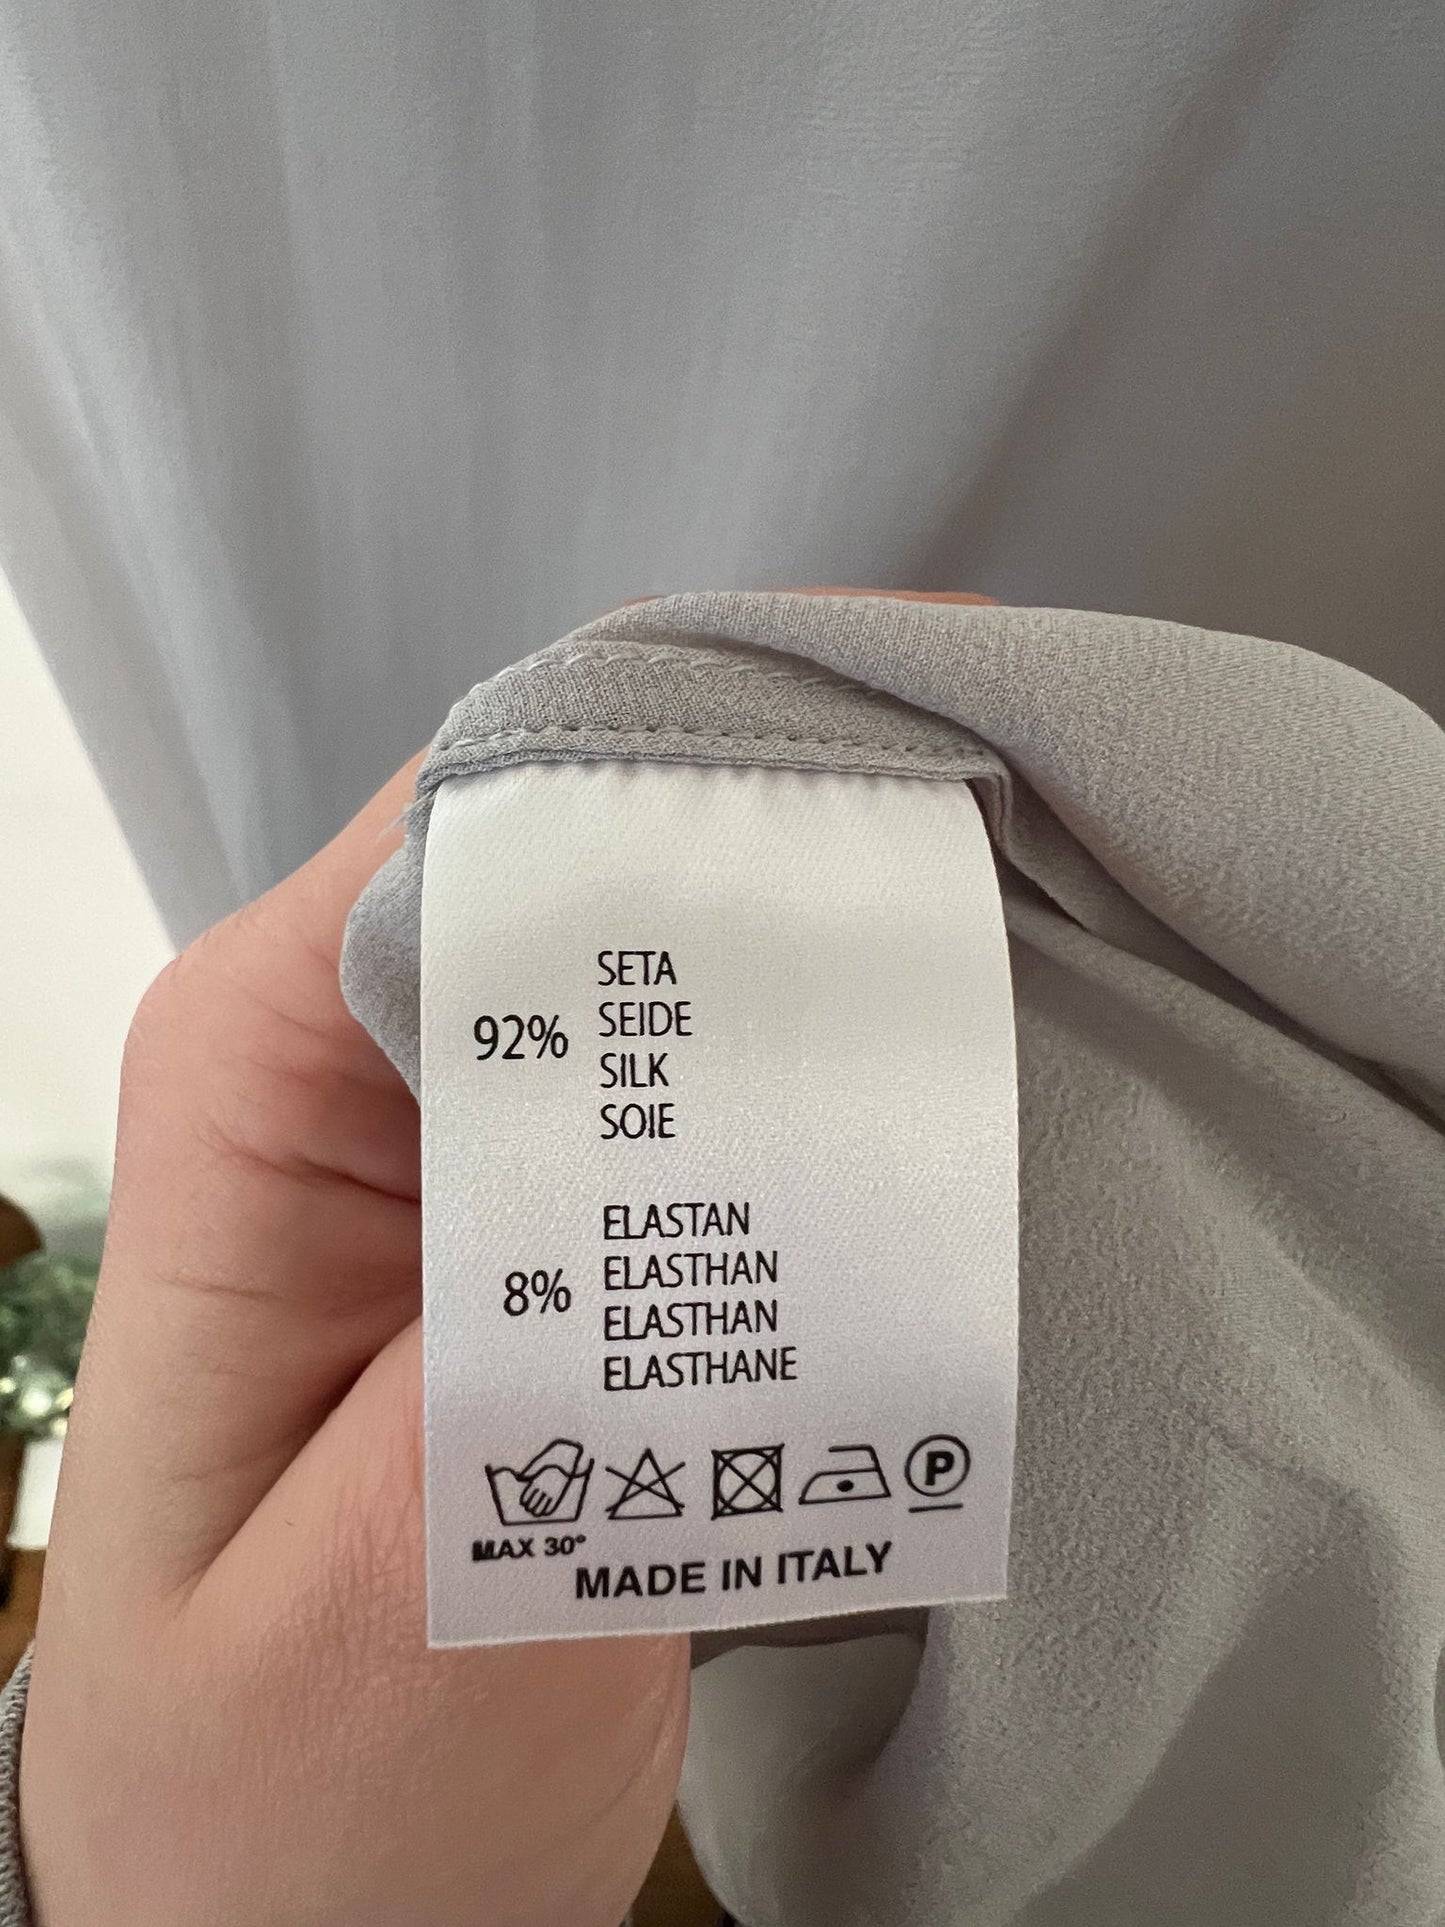 92%
SETA
SEIDE
SILK
SOIE
8%
ELASTAN
ELASTHAN
ELASTHAN
ELASTHANE
P
MAX 30°
MADE IN ITALY